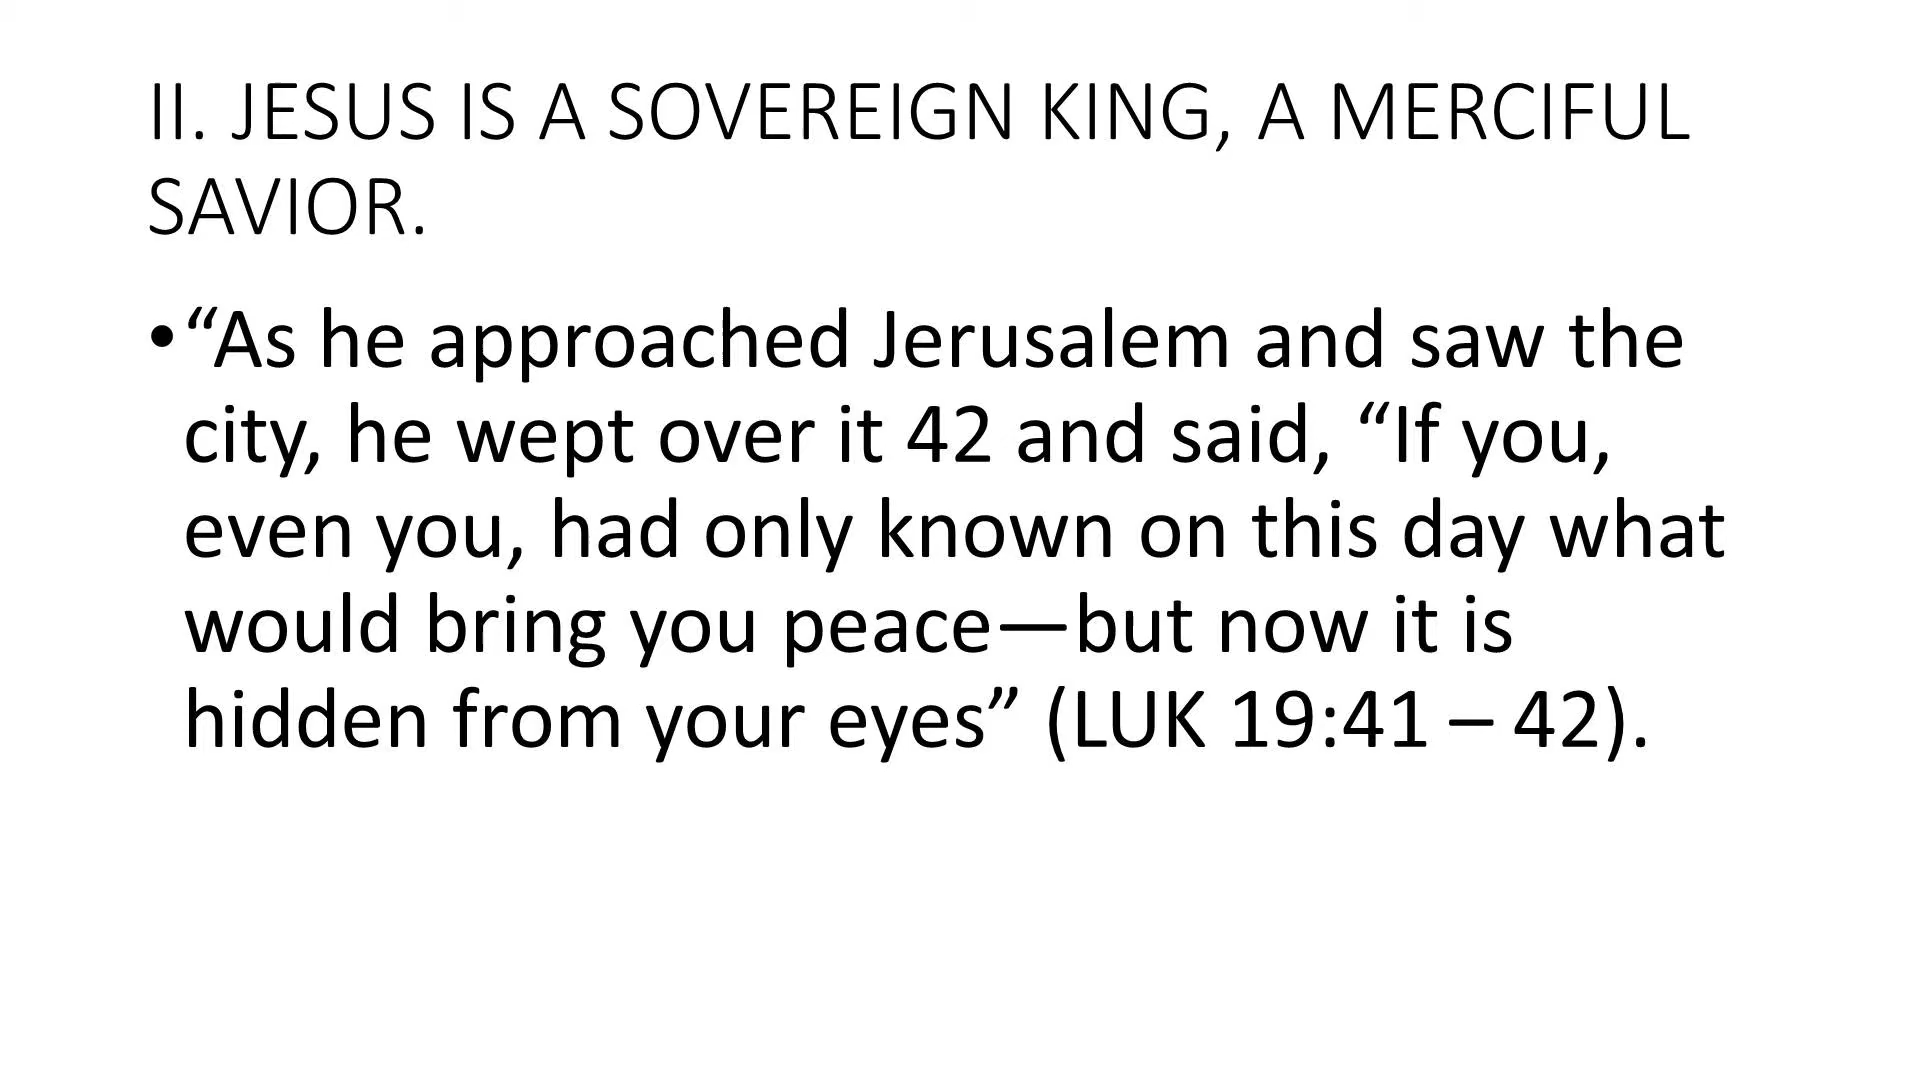 II. JESUS IS A SOVEREIGN KING, A MERCIFUL
SAVIOR.
•“As he approached Jerusalem and saw the
city, he wept over it 42 and said, “If you,
even you, had only known on this day what
would bring you peace—but now it is
hidden from your eyes” (LUK 19:41 – 42).